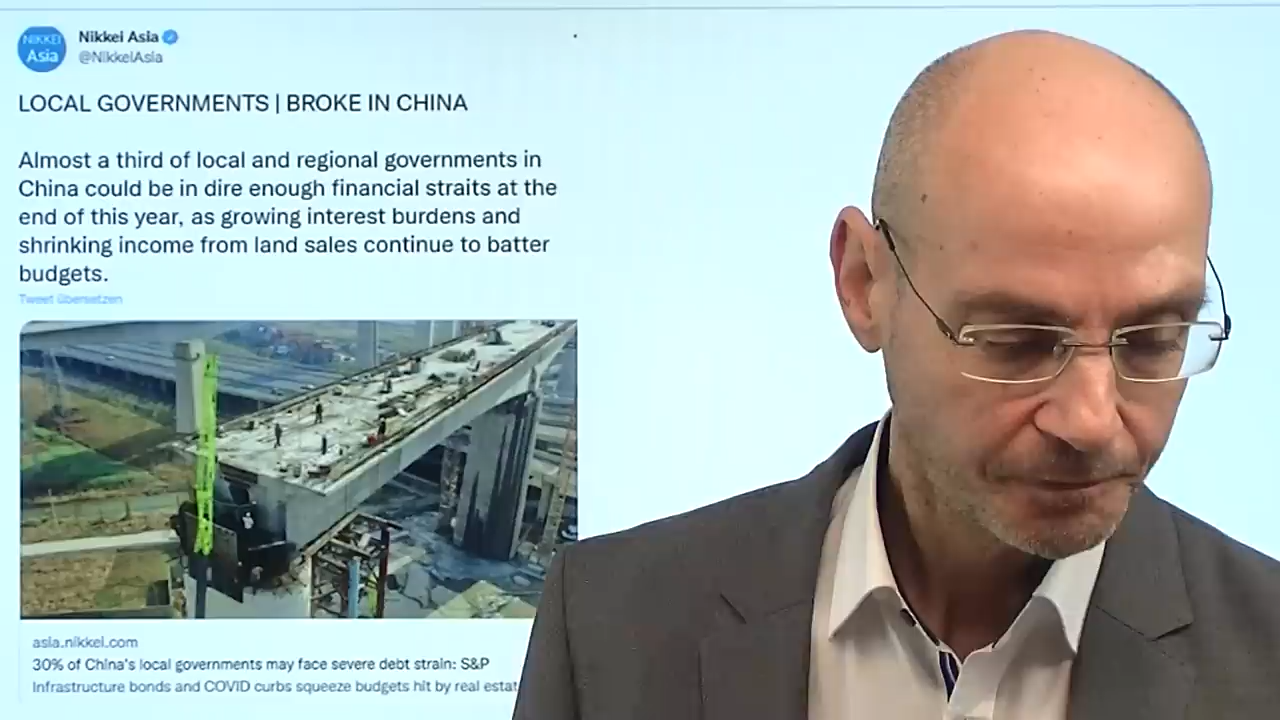 NIKKEI
Asia
Nikkei Asia
@NikkeiAsia
LOCAL GOVERNMENTS | BROKE IN CHINA
Almost a third of local and regional governments in
China could be in dire enough financial straits at the
end of this year, as growing interest burdens and
shrinking income from land sales continue to batter
budgets.
Tweet übersetzen
asia.nikkei.com
30% of China's local governments may face severe debt strain: S&P
Infrastructure bonds and COVID curbs squeeze budgets hit by real estat